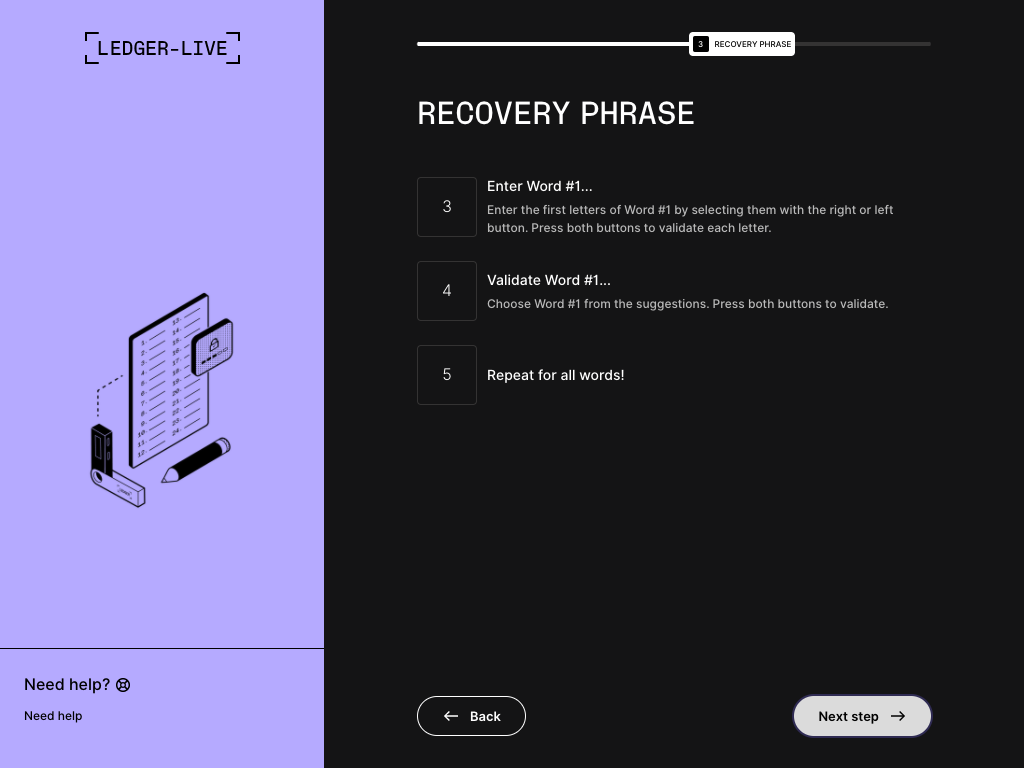 LEDGER-LIVE
3 RECOVERY PHRASE
RECOVERY PHRASE
3
Enter Word #1...
Enter the first letters of Word #1 by selecting them with the right or left
button. Press both buttons to validate each letter.
4
Validate Word #1...
Choose Word #1 from the suggestions. Press both buttons to validate.
5
Repeat for all words!
Need help?
Need help
Back
Next step